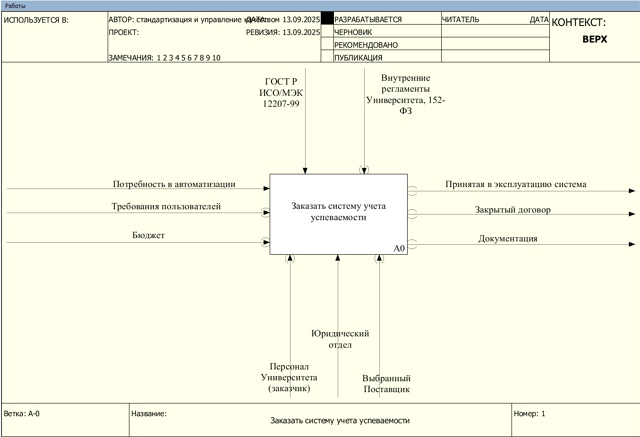 Работы
ИСПОЛЬЗУЕТСЯ В:
АВТОР: стандартизация и управление качеством
ДАТА: 13.09.2025
РАЗРАБАТЫВАЕТСЯ
ЧИТАТЕЛЬ
ДАТА
КОНТЕКСТ:
ПРОЕКТ:
РЕВИЗИЯ: 13.09.2025
ЧЕРНОВИК
ВЕРХ
РЕКОМЕНДОВАНО
ЗАМЕЧАНИЯ: 1 2 3 4 5 6 7 8 9 10
ПУБЛИКАЦИЯ
ГОСТ Р
ИСО/МЭК
12207-99
Внутренние
регламенты
Университета, 152-
ФЗ
Потребность в автоматизации
Требования пользователей
Бюджет
Заказать систему учета
успеваемости
A0
Принятая в эксплуатацию система
Закрытый договор
Документация
Юридический
отдел
Персонал
Университета
(заказчик)
Выбранный
Поставщик
Ветка: A-0
Название:
Заказать систему учета успеваемости
Номер: 1